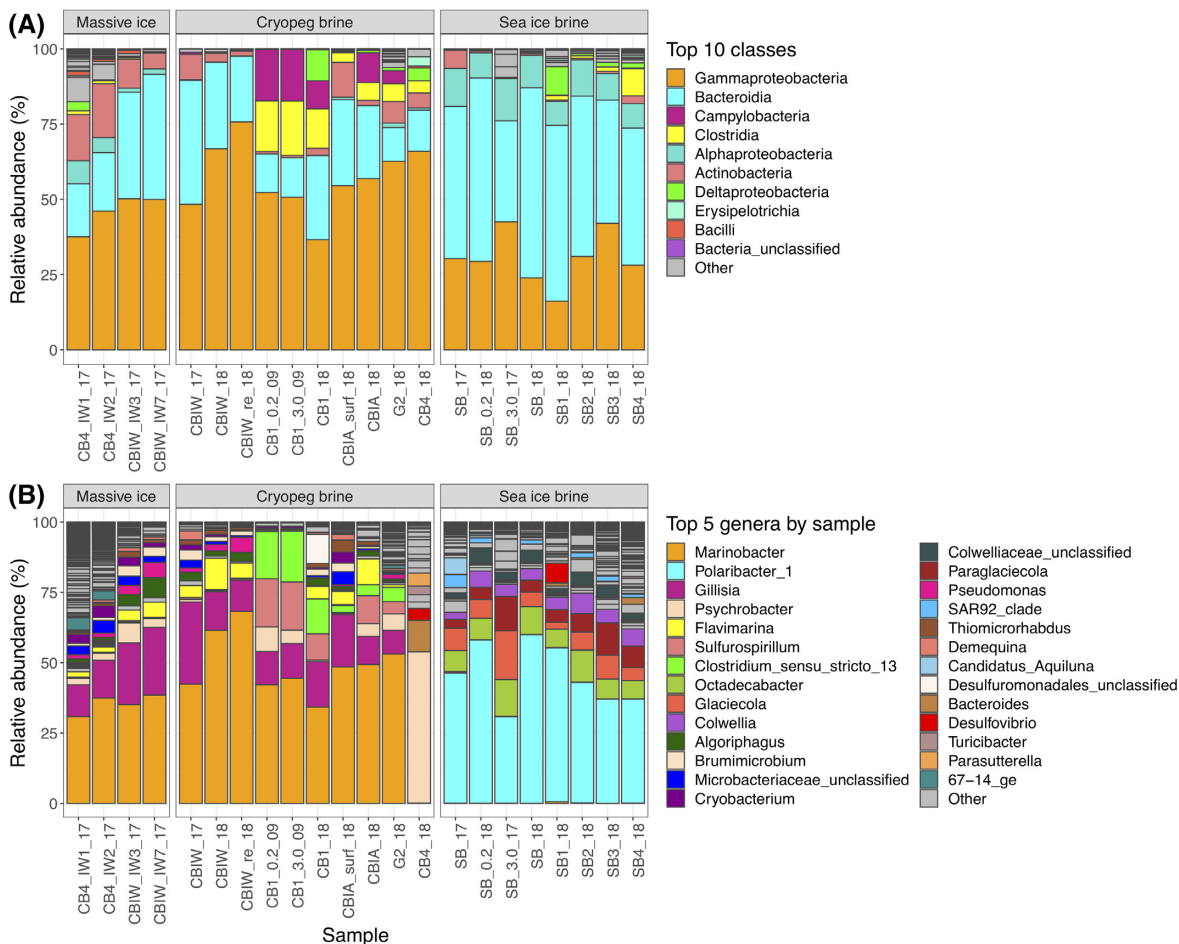 (A)
Massive ice
Cryopeg brine
Sea ice brine
Relative abundance (%)
100
75
50
25
0
CB4_IW1_17
CB4_IW2_17
CBIW_IW3_17
CBIW_IW7_17
CBIW_17
CBIW_18
CBIW_re_18
CB1_0.2_09
CB1_3.0_09
CB1_18
CBIA_surf_18
CBIA_18
G2_18
CB4_18
SB_17
SB_0.2_18
SB_3.0_17
SB_18
SB1_18
SB2_18
SB3_18
SB4_18
Top 10 classes
Gammaproteobacteria
Bacteroidia
Campylobacteria
Clostridia
Alphaproteobacteria
Actinobacteria
Deltaproteobacteria
Erysipelotrichia
Bacilli
Bacteria_unclassified
Other
(B)
Massive ice
Cryopeg brine
Sea ice brine
Relative abundance (%)
100
75
50
25
0
CB4_IW1_17
CB4_IW2_17
CBIW_IW3_17
CBIW_IW7_17
CBIW_17
CBIW_18
CBIW_re_18
CB1_0.2_09
CB1_3.0_09
CB1_18
CBIA_surf_18
CBIA_18
G2_18
CB4_18
SB_17
SB_0.2_18
SB_3.0_17
SB_18
SB1_18
SB2_18
SB3_18
SB4_18
Sample
Top 5 genera by sample
Marinobacter
Polaribacter_1
Gillisia
Psychrobacter
Flavimarina
Sulfurospirillum
Clostridium_sensu_stricto_13
Octadecabacter
Glaciecola
Colwellia
Algoriphagus
Brumimicrobium
Microbacteriaceae_unclassified
Cryobacterium
Colwelliaceae_unclassified
Paraglaciecola
Pseudomonas
SAR92_clade
Thiomicrorhabdus
Demequina
Candidatus_Aquiluna
Desulfuromonadales_unclassified
Bacteroides
Desulfovibrio
Turicibacter
Parasutterella
67−14_ge
Other